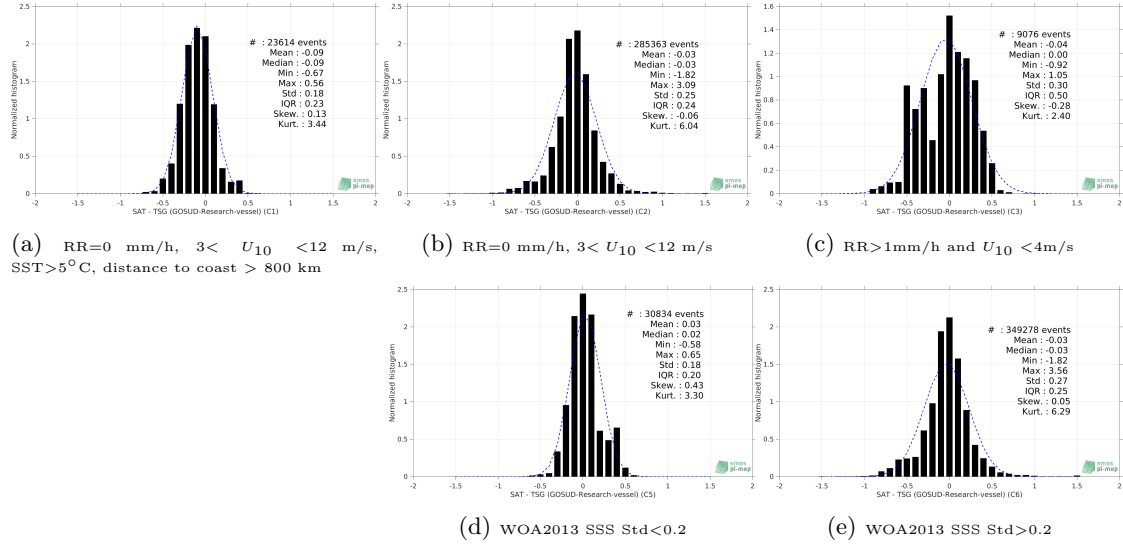 Normalized histogram
2.5
2
1.5
1
0.5
0
-2 -1.5 -1 -0.5 0 0.5 1 1.5 2
# : 23614 events
Mean : -0.09
Median : -0.09
Min : -0.67
Max : 0.56
Std : 0.18
IQR : 0.23
Skew. : 0.13
Kurt. : 3.44
smos
pi-mep
SAT - TSG (GOSUD-Research-vessel) (C1)
(a) RR=0 mm/h, 3< U10 <12 m/s,
SST>5°C, distance to coast > 800 km
Normalized histogram
2.5
2
1.5
1
0.5
0
-2 -1.5 -1 -0.5 0 0.5 1 1.5 2
# : 285363 events
Mean : -0.03
Median : -0.03
Min : -1.82
Max : 3.09
Std : 0.25
IQR : 0.24
Skew. : -0.06
Kurt. : 6.04
smos
pi-mep
SAT - TSG (GOSUD-Research-vessel) (C2)
(b) RR=0 mm/h, 3< U10 <12 m/s
Normalized histogram
1.6
1.4
1.2
1
0.8
0.6
0.4
0.2
0
-2 -1.5 -1 -0.5 0 0.5 1 1.5 2
# : 9076 events
Mean : -0.04
Median : 0.00
Min : -0.92
Max : 1.05
Std : 0.30
IQR : 0.50
Skew. : -0.28
Kurt. : 2.40
smos
pi-mep
SAT - TSG (GOSUD-Research-vessel) (C3)
(c) RR>1mm/h and U10 <4m/s
Normalized histogram
2.5
2
1.5
1
0.5
0
-2 -1.5 -1 -0.5 0 0.5 1 1.5 2
# : 30834 events
Mean : 0.03
Median : 0.02
Min : -0.58
Max : 0.65
Std : 0.18
IQR : 0.20
Skew. : 0.43
Kurt. : 3.30
smos
pi-mep
SAT - TSG (GOSUD-Research-vessel) (C5)
(d) WOA2013 SSS Std<0.2
Normalized histogram
2.5
2
1.5
1
0.5
0
-2 -1.5 -1 -0.5 0 0.5 1 1.5 2
# : 349278 events
Mean : -0.03
Median : -0.03
Min : -1.82
Max : 3.56
Std : 0.27
IQR : 0.25
Skew. : 0.05
Kurt. : 6.29
smos
pi-mep
SAT - TSG (GOSUD-Research-vessel) (C6)
(e) WOA2013 SSS Std>0.2